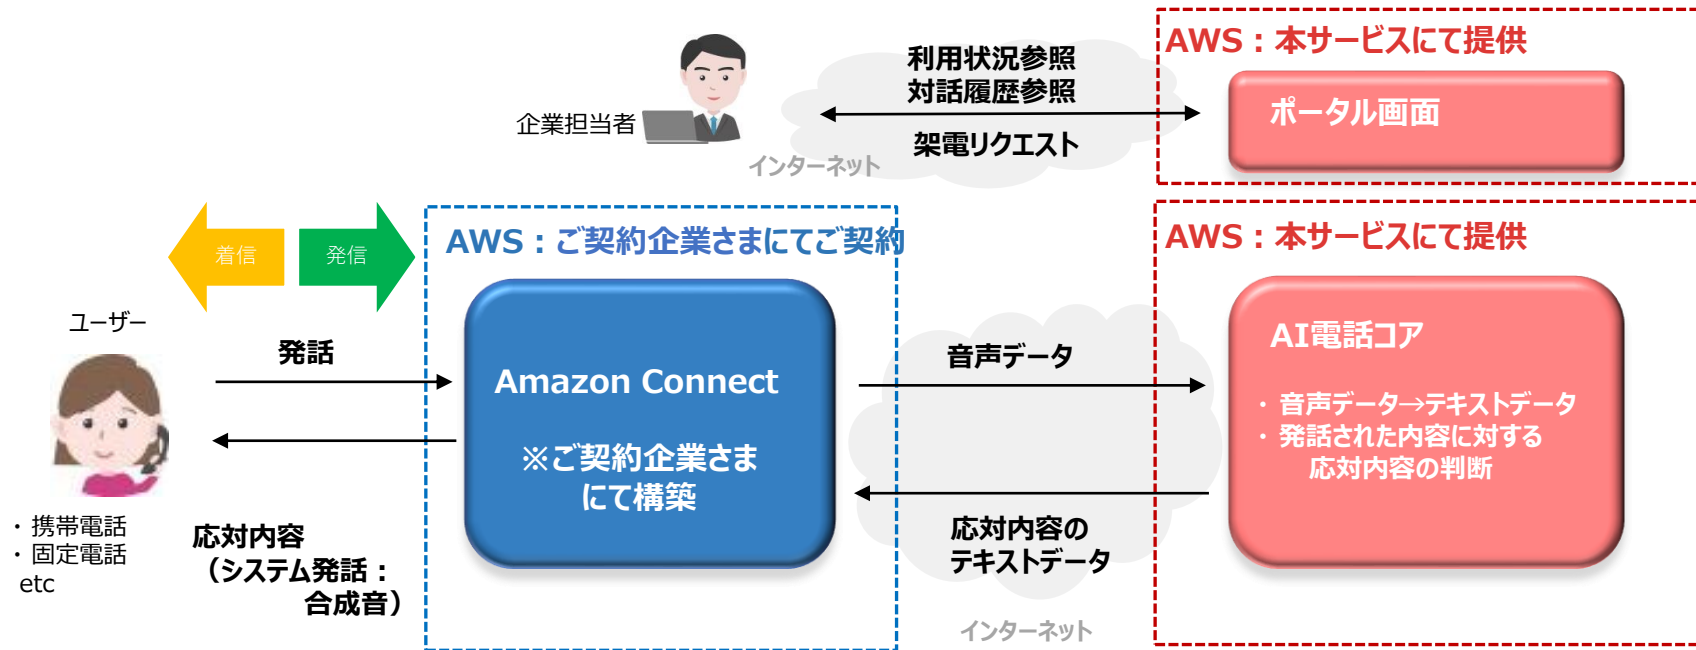 AWS：本サービスにて提供
利用状況参照
対話履歴参照
ポータル画面
企業担当者
架電リクエスト
インターネット
着信
発信
AWS：ご契約企業さまにてご契約
AWS：本サービスにて提供
ユーザー
発話
音声データ
AI電話コア
Amazon Connect
・音声データ→テキストデータ
・発話された内容に対する
応対内容の判断
※ご契約企業さま
にて構築
・携帯電話
・固定電話
etc
応対内容
（システム発話：
合成音）
応対内容の
テキストデータ
インターネット